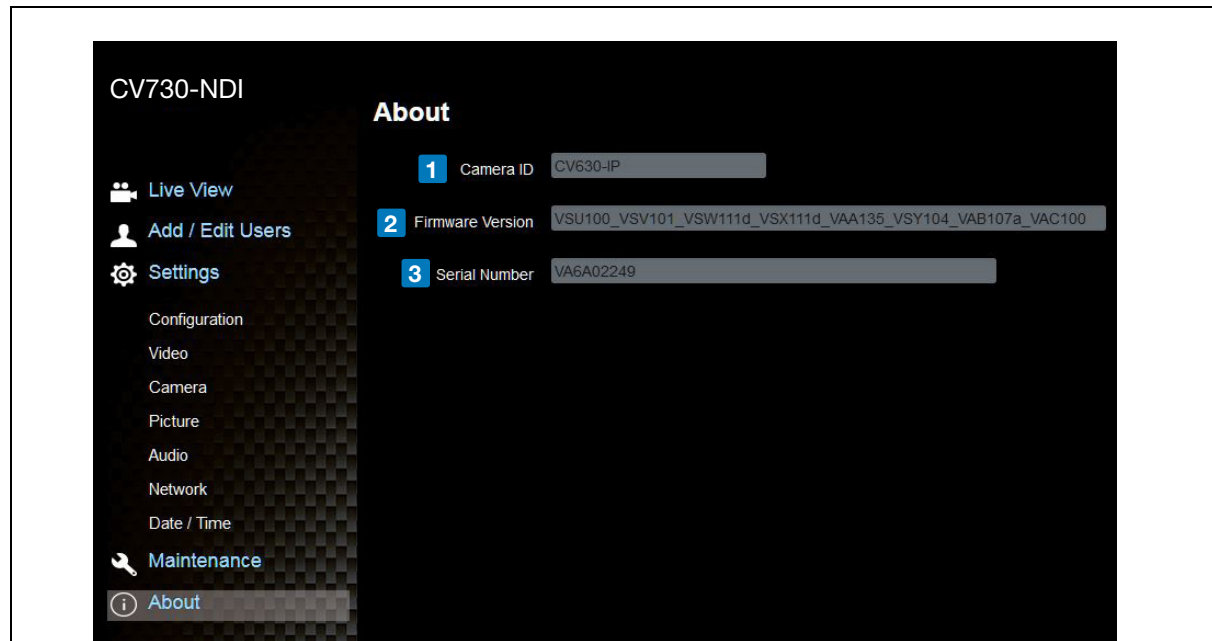 CV730-NDI
Live View
Add / Edit Users
Settings
Configuration
Video
Camera
Picture
Audio
Network
Date / Time
Maintenance
About
About
1 Camera ID CV630-IP
2 Firmware Version VSU100_VSV101_VSW111d_VSX111d_VAA135_VSY104_VAB107a_VAC100
3 Serial Number VA6A02249